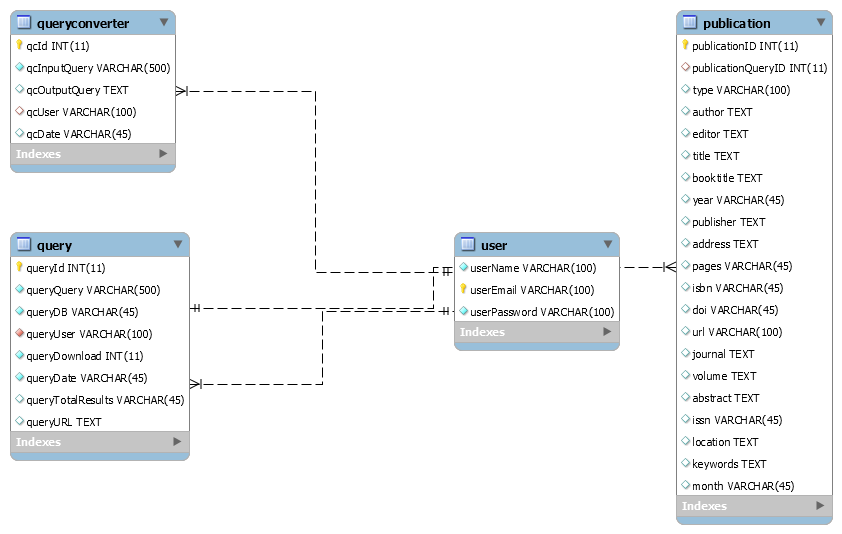 queryconverter
qcId INT(11)
qcInputQuery VARCHAR(500)
qcOutputQuery TEXT
qcUser VARCHAR(100)
qcDate VARCHAR(45)
Indexes
query
queryId INT(11)
queryQuery VARCHAR(500)
queryDB VARCHAR(45)
queryUser VARCHAR(100)
queryDownload INT(11)
queryDate VARCHAR(45)
queryTotalResults VARCHAR(45)
queryURL TEXT
Indexes
user
userName VARCHAR(100)
userEmail VARCHAR(100)
userPassword VARCHAR(100)
Indexes
publication
publicationID INT(11)
publicationQueryID INT(11)
type VARCHAR(100)
author TEXT
editor TEXT
title TEXT
booktitle TEXT
year VARCHAR(45)
publisher TEXT
address TEXT
pages VARCHAR(45)
isbn VARCHAR(45)
doi VARCHAR(45)
url VARCHAR(100)
journal TEXT
volume TEXT
abstract TEXT
issn VARCHAR(45)
location TEXT
keywords TEXT
month VARCHAR(45)
Indexes